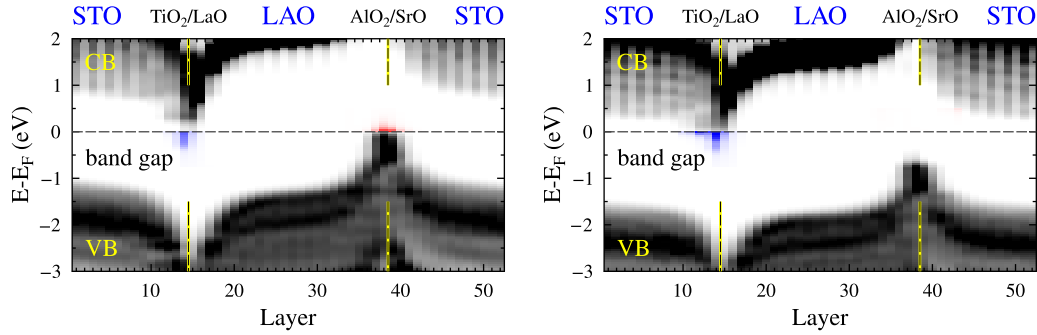 STO TiO₂/LaO LAO AlO₂/SrO STO
2
1
0
−1
−2
−3
E-E_F (eV)
CB
band gap
VB
10 20 30 40 50
Layer
STO TiO₂/LaO LAO AlO₂/SrO STO
2
1
0
−1
−2
−3
E-E_F (eV)
CB
band gap
VB
10 20 30 40 50
Layer